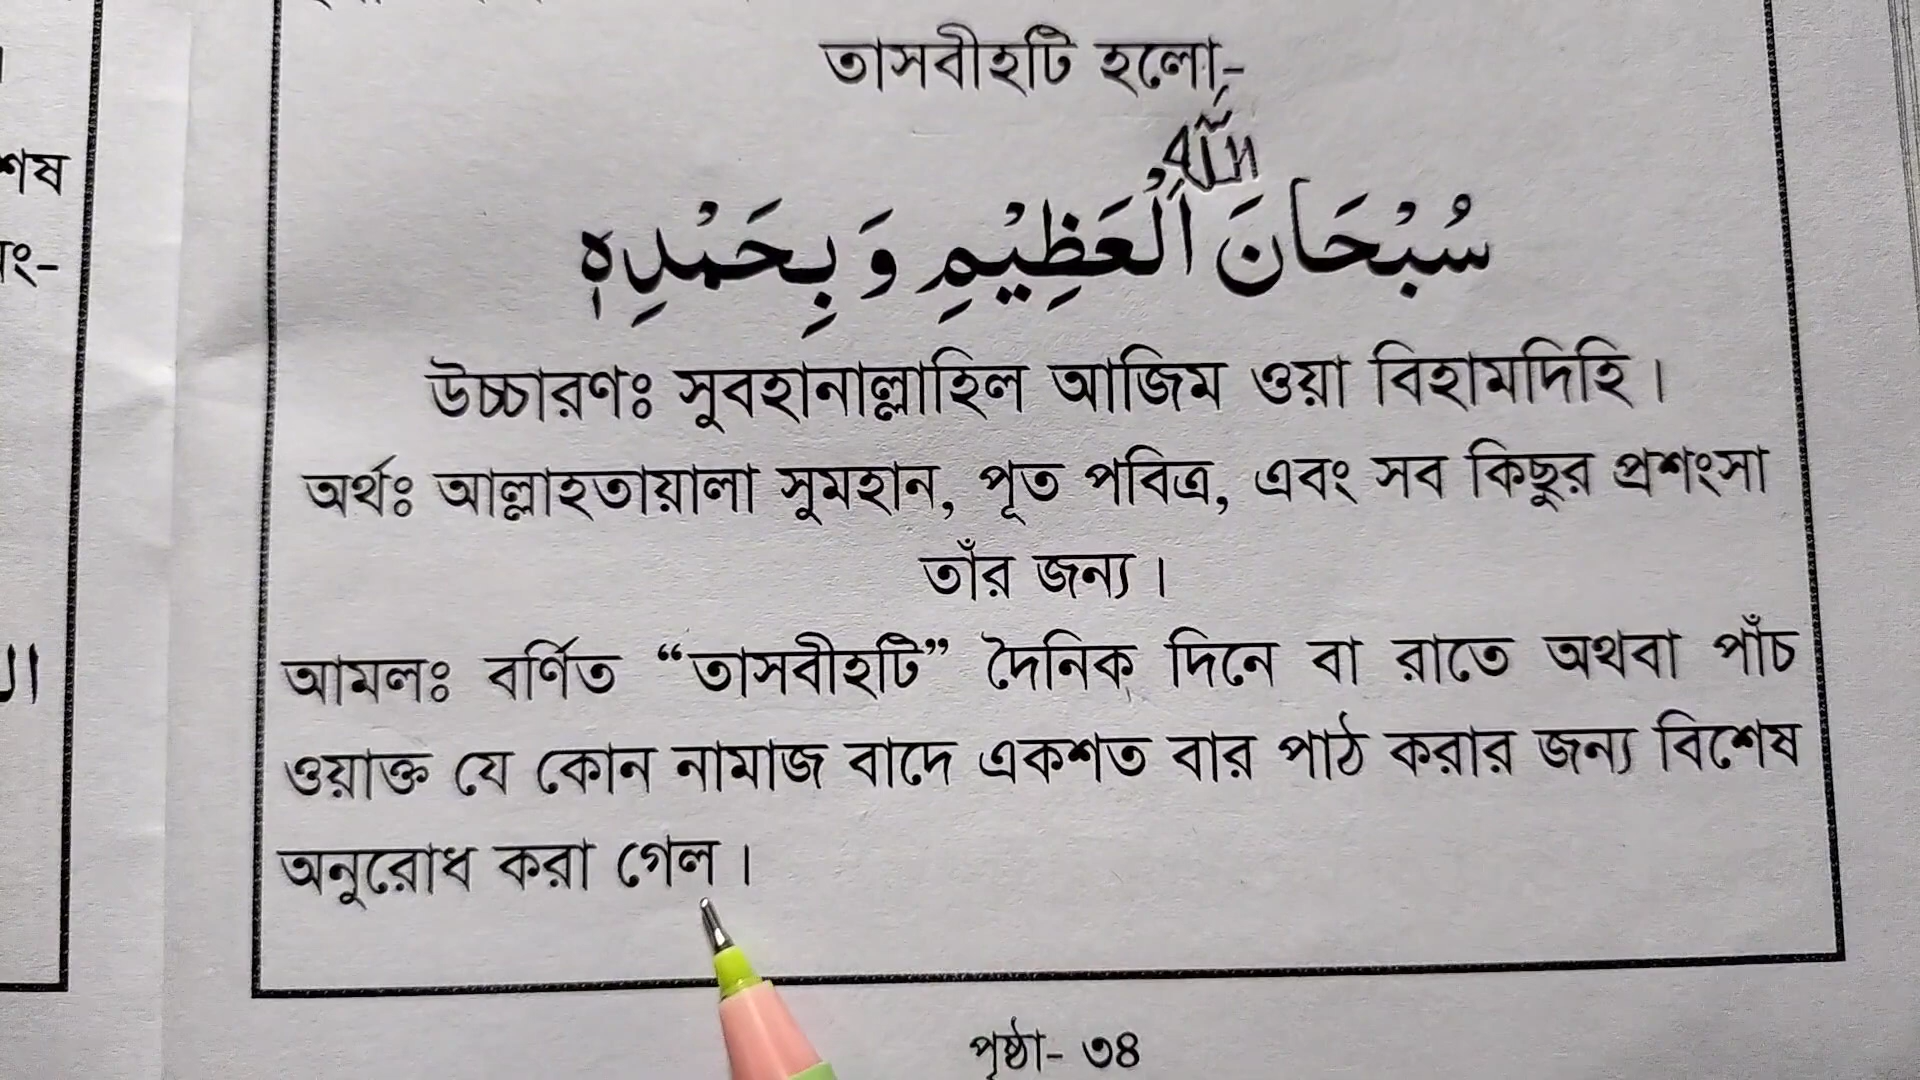 তাসবীহটি হলো-
اللّٰهِ
سُبْحَانَ الْعَظِيْمِ وَبِحَمْدِهٖ
উচ্চারণঃ সুবহানাল্লাহিল আজিম ওয়া বিহামদিহি।
অর্থঃ আল্লাহতায়ালা সুমহান, পূত পবিত্র, এবং সব কিছুর প্রশংসা
তাঁর জন্য।
আমলঃ বর্ণিত “তাসবীহটি” দৈনিক দিনে বা রাতে অথবা পাঁচ
ওয়াক্ত যে কোন নামাজ বাদে একশত বার পাঠ করার জন্য বিশেষ
অনুরোধ করা গেল।
পৃষ্ঠা- ৩৪